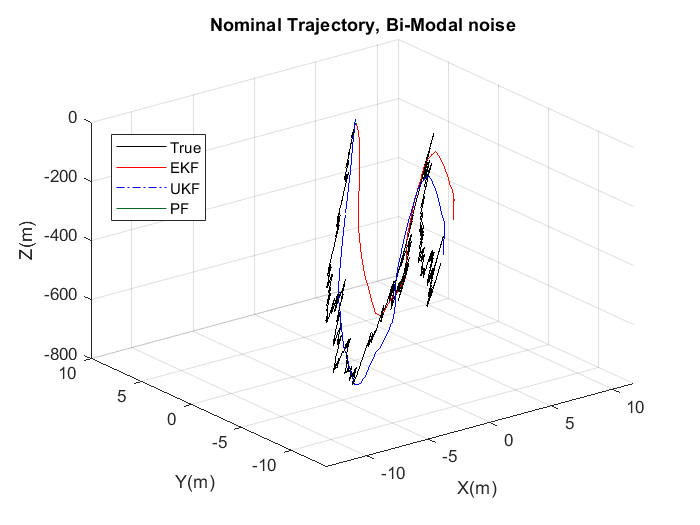 Nominal Trajectory, Bi-Modal noise
0
-200
-400
-600
-800
Z(m)
True
EKF
UKF
PF
10
5
0
-5
-10
Y(m)
-10
-5
0
5
10
X(m)